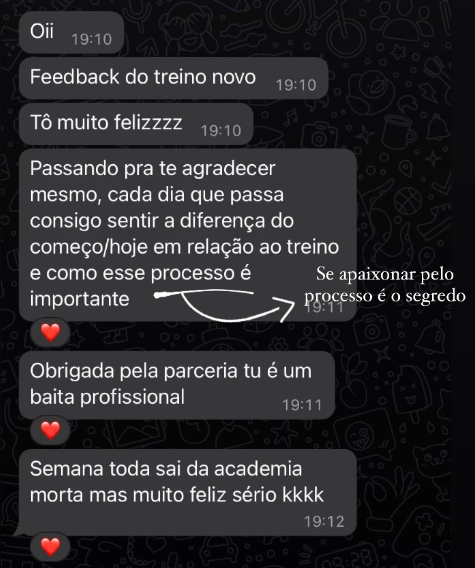 Oii 19:10
Feedback do treino novo 19:10
Tô muito felizzzz 19:10
Passando pra te agradecer
mesmo, cada dia que passa
consigo sentir a diferença do
começo/hoje em relação ao treino
e como esse processo é
importante 19:11
Se apaixonar pelo
processo é o segredo
Obrigada pela parceria tu é um
baita profissional 19:11
Semana toda sai da academia
morta mas muito feliz sério kkkk
19:12